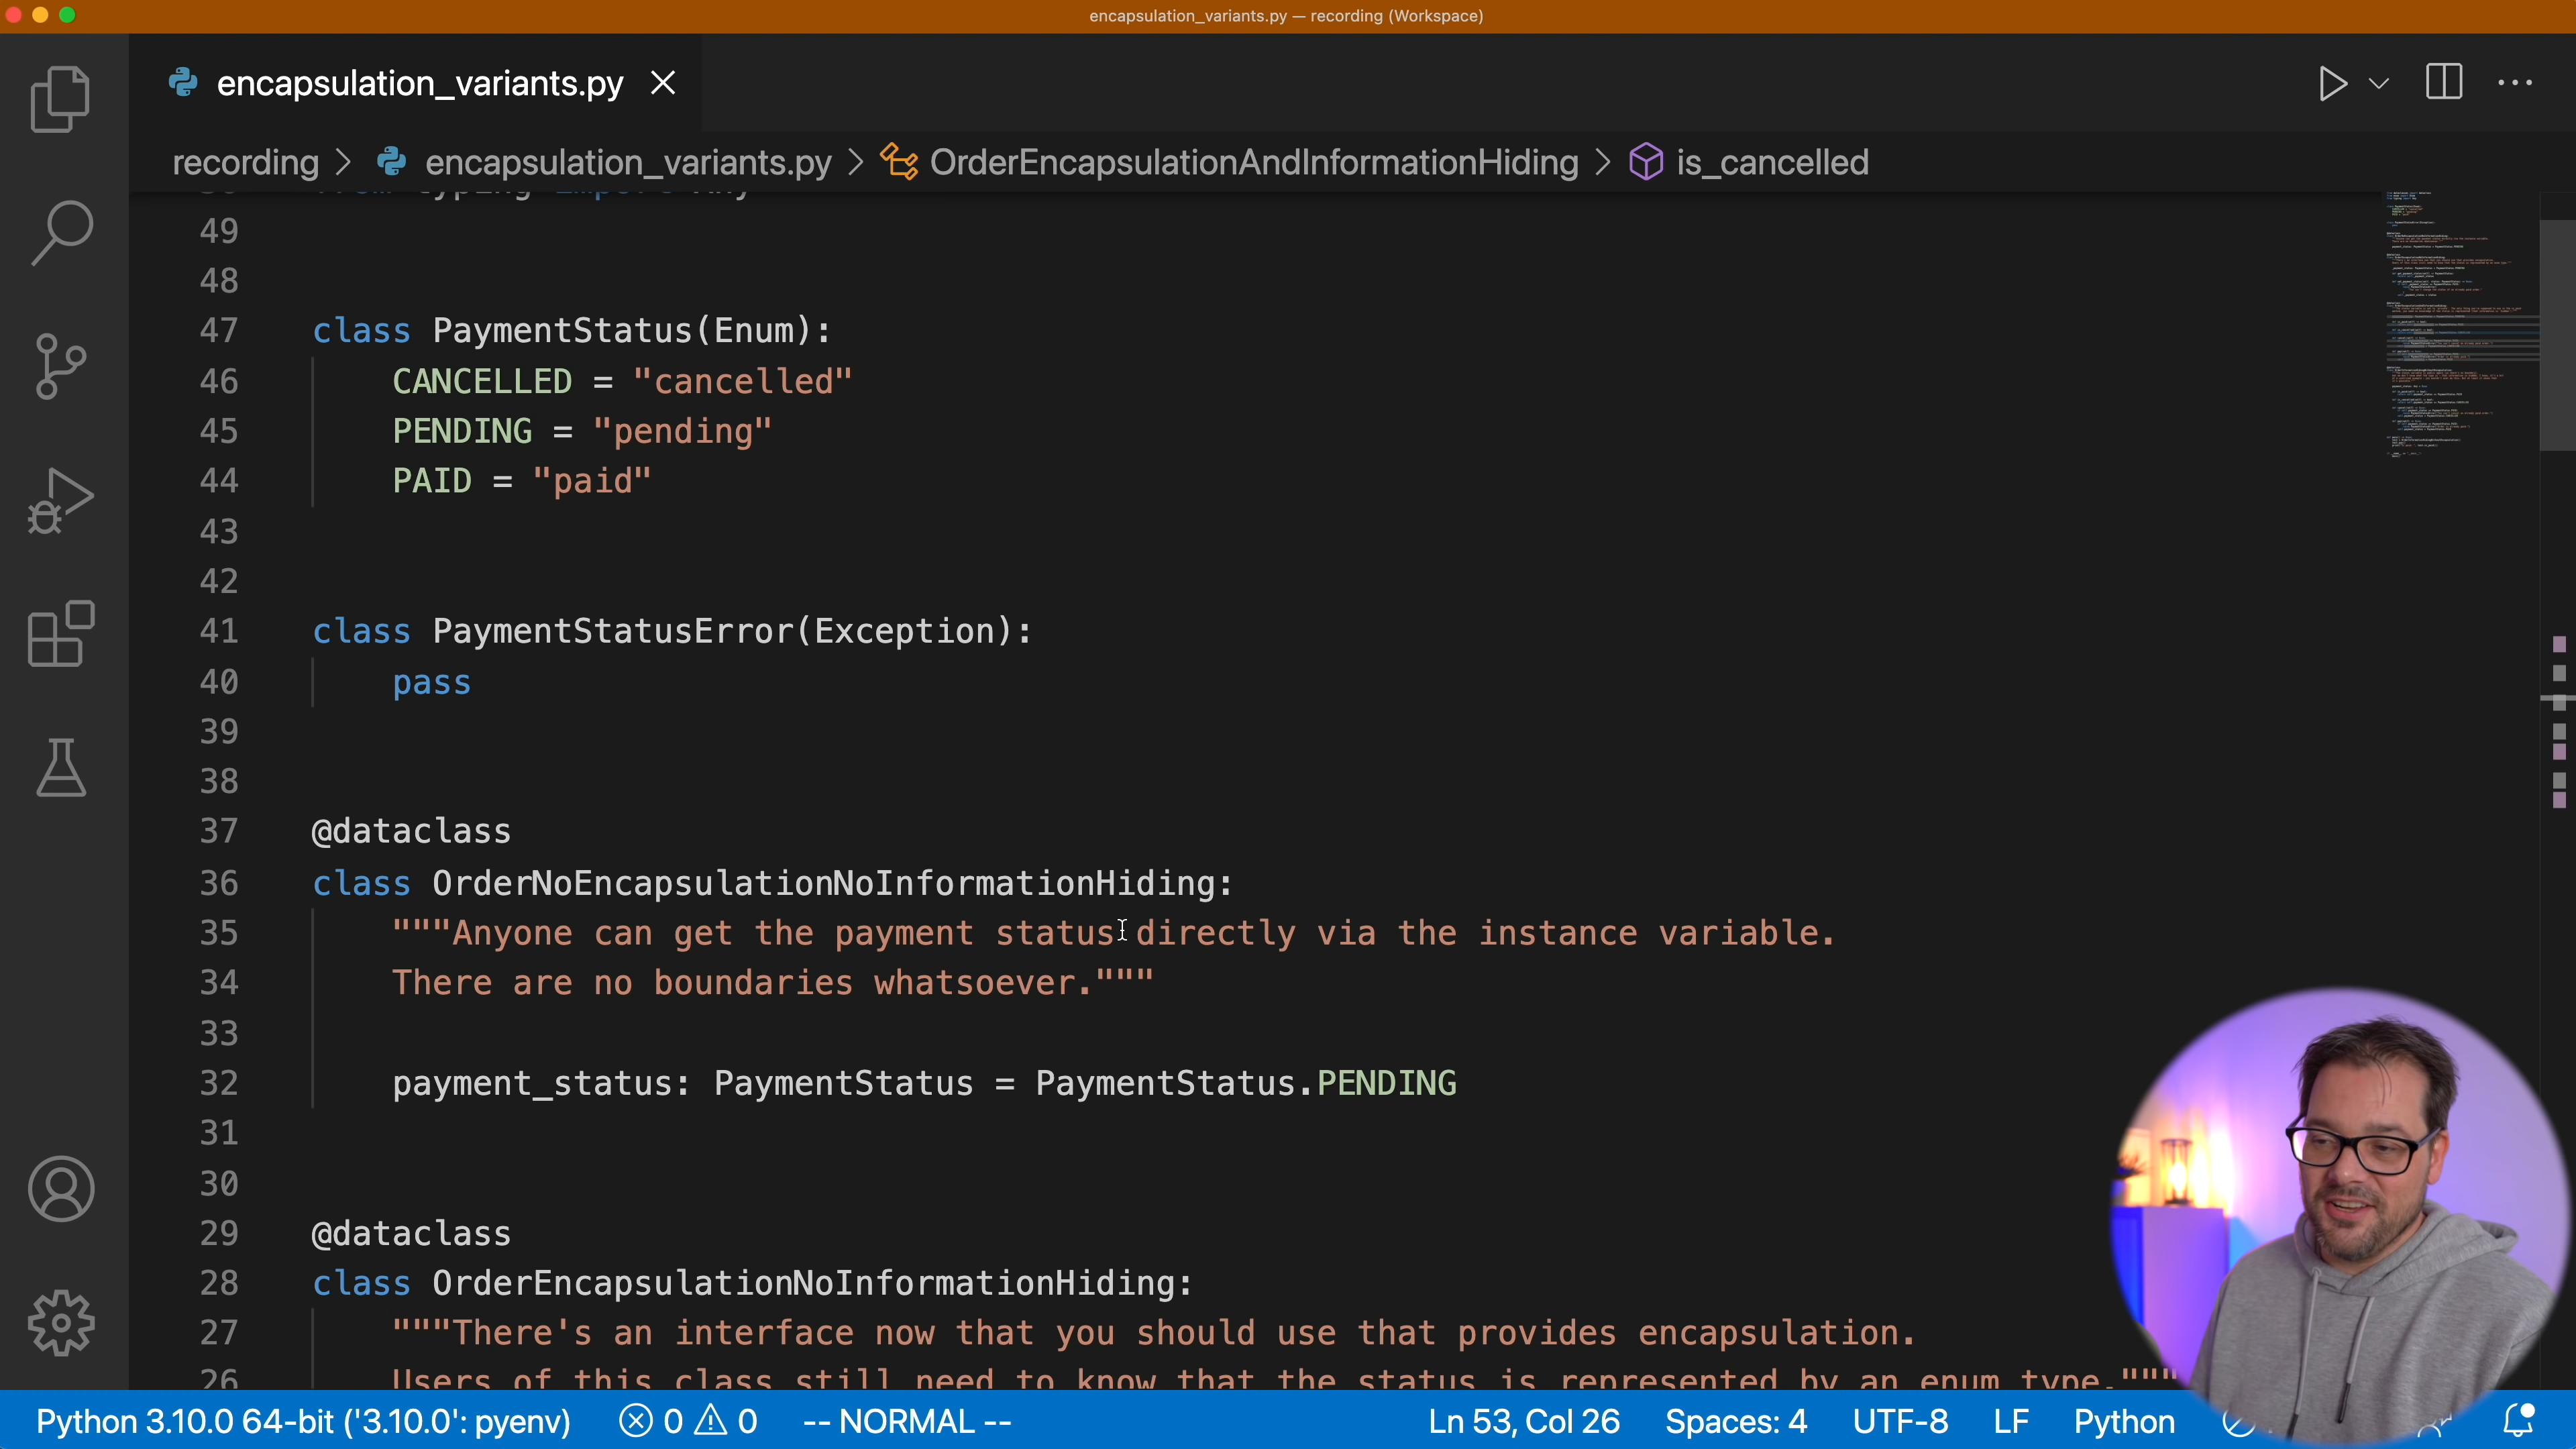 encapsulation_variants.py — recording (Workspace)
encapsulation_variants.py
recording > encapsulation_variants.py > OrderEncapsulationAndInformationHiding > is_cancelled
49
48
47 class PaymentStatus(Enum):
46 CANCELLED = "cancelled"
45 PENDING = "pending"
44 PAID = "paid"
43
42
41 class PaymentStatusError(Exception):
40 pass
39
38
37 @dataclass
36 class OrderNoEncapsulationNoInformationHiding:
35 """Anyone can get the payment status directly via the instance variable.
34 There are no boundaries whatsoever."""
33
32 payment_status: PaymentStatus = PaymentStatus.PENDING
31
30
29 @dataclass
28 class OrderEncapsulationNoInformationHiding:
27 """There's an interface now that you should use that provides encapsulation.
26 Users of this class still need to know that the status is represented by an enum type."""
Python 3.10.0 64-bit ('3.10.0': pyenv) 0 0 -- NORMAL -- Ln 53, Col 26 Spaces: 4 UTF-8 LF Python